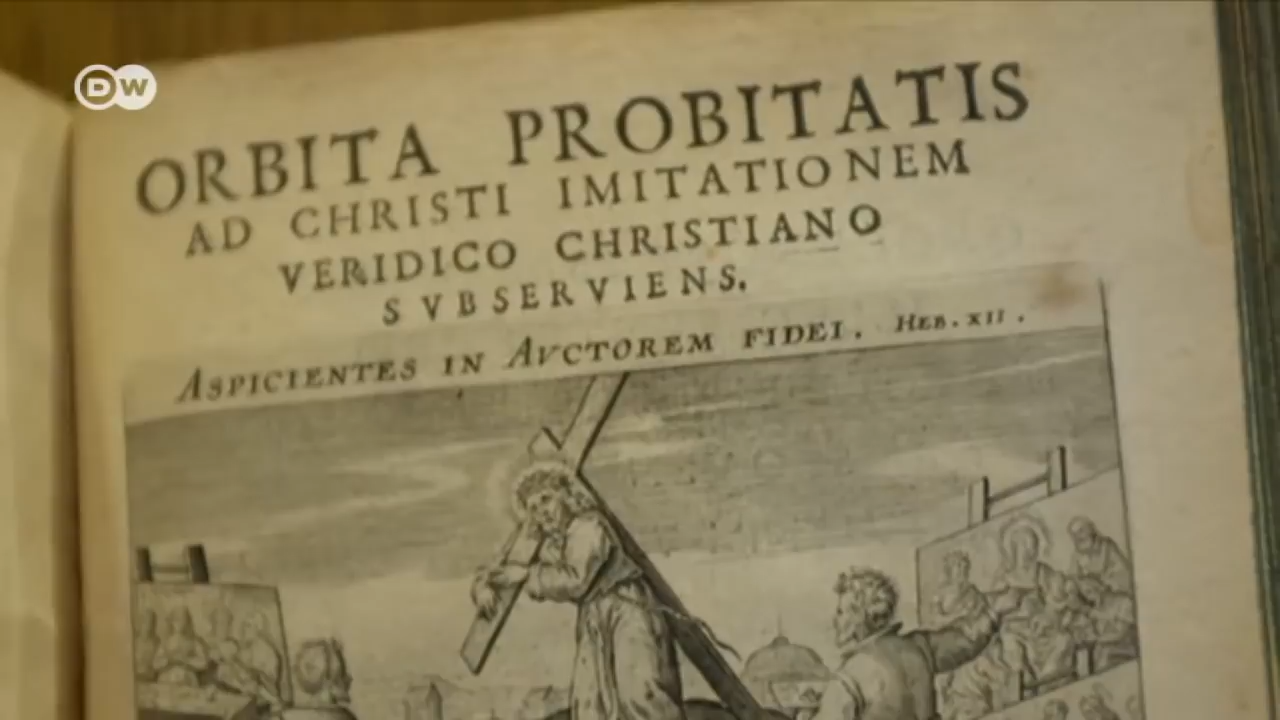 DW
ORBITA PROBITATIS
AD CHRISTI IMITATIONEM
VERIDICO CHRISTIANO
SVBSERVIENS.
ASPICIENTES IN AVCTOREM FIDEI. HEB. XII.